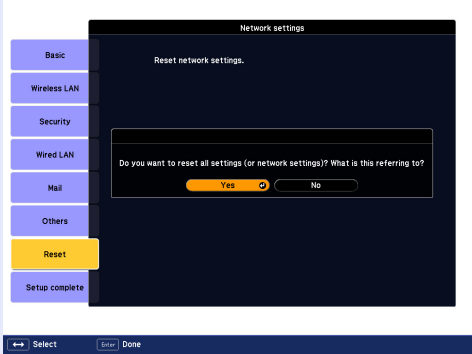 Network settings
Basic
Reset network settings.
Wireless LAN
Security
Wired LAN
Do you want to reset all settings (or network settings)? What is this referring to?
Yes
No
Mail
Others
Reset
Setup complete
Select
Enter Done